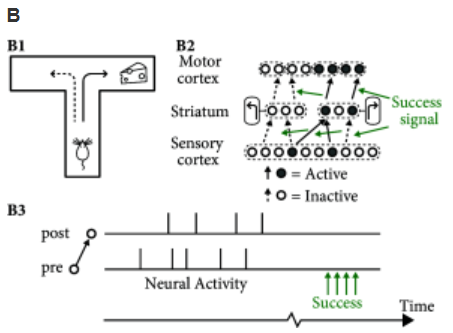 B
B1
B2
Motor
cortex
Striatum
Success
signal
Sensory
cortex
= Active
= Inactive
B3
post
pre
Neural Activity
Success
Time